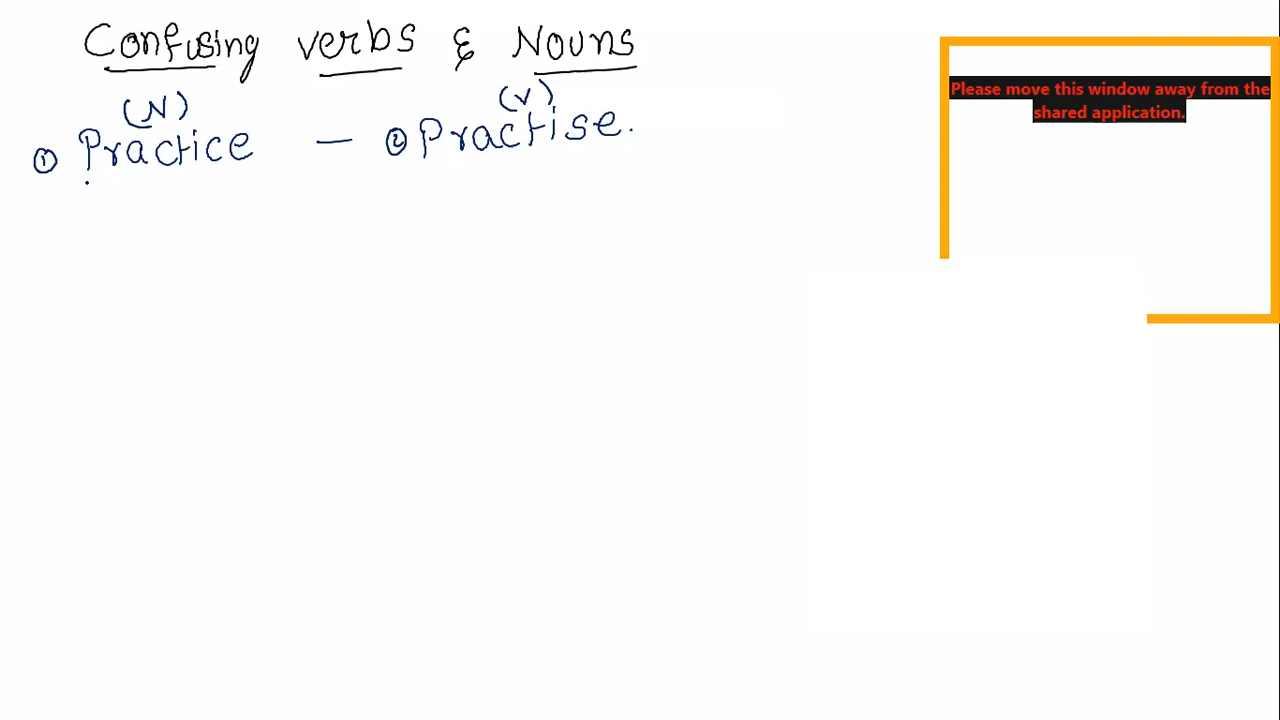 Confusing verbs & Nouns
(N) (V)
① Practice — ② Practise.
Please move this window away from the
shared application.